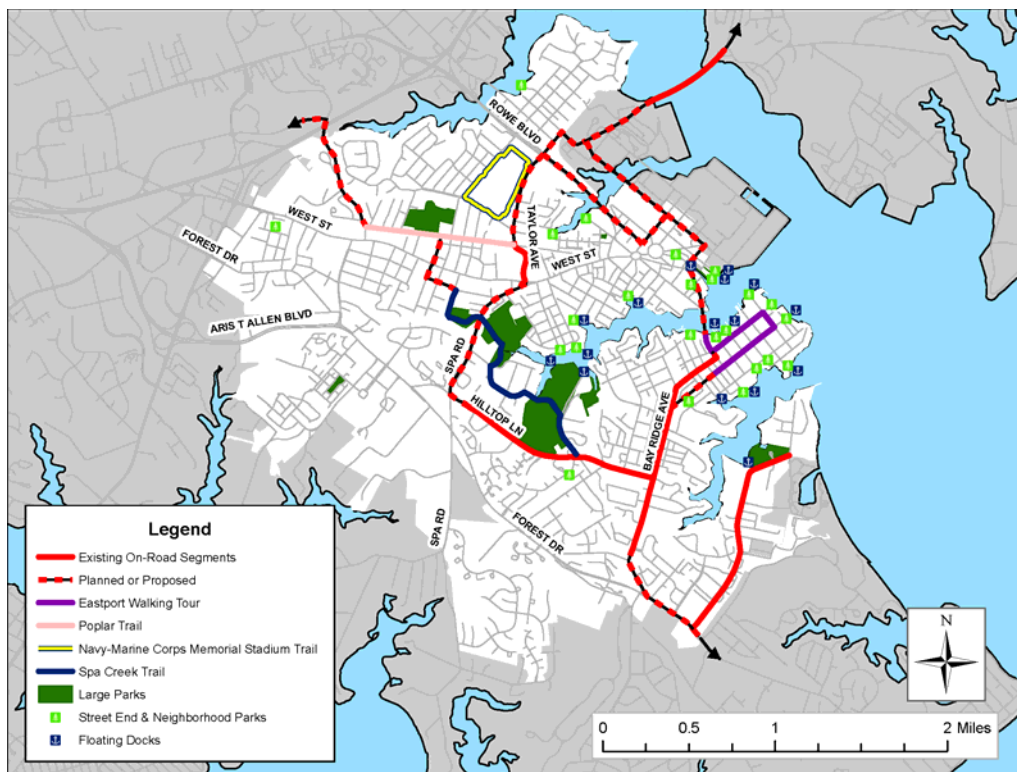 ROWE BLVD
TAYLOR AVE
WEST ST
WEST ST
FOREST DR
ARIS T ALLEN BLVD
SPA RD
HILLTOP LN
BAY RIDGE AVE
SPA RD
FOREST DR
Legend
Existing On-Road Segments
Planned or Proposed
Eastport Walking Tour
Poplar Trail
Navy-Marine Corps Memorial Stadium Trail
Spa Creek Trail
Large Parks
Street End & Neighborhood Parks
Floating Docks
N
0 0.5 1 2 Miles